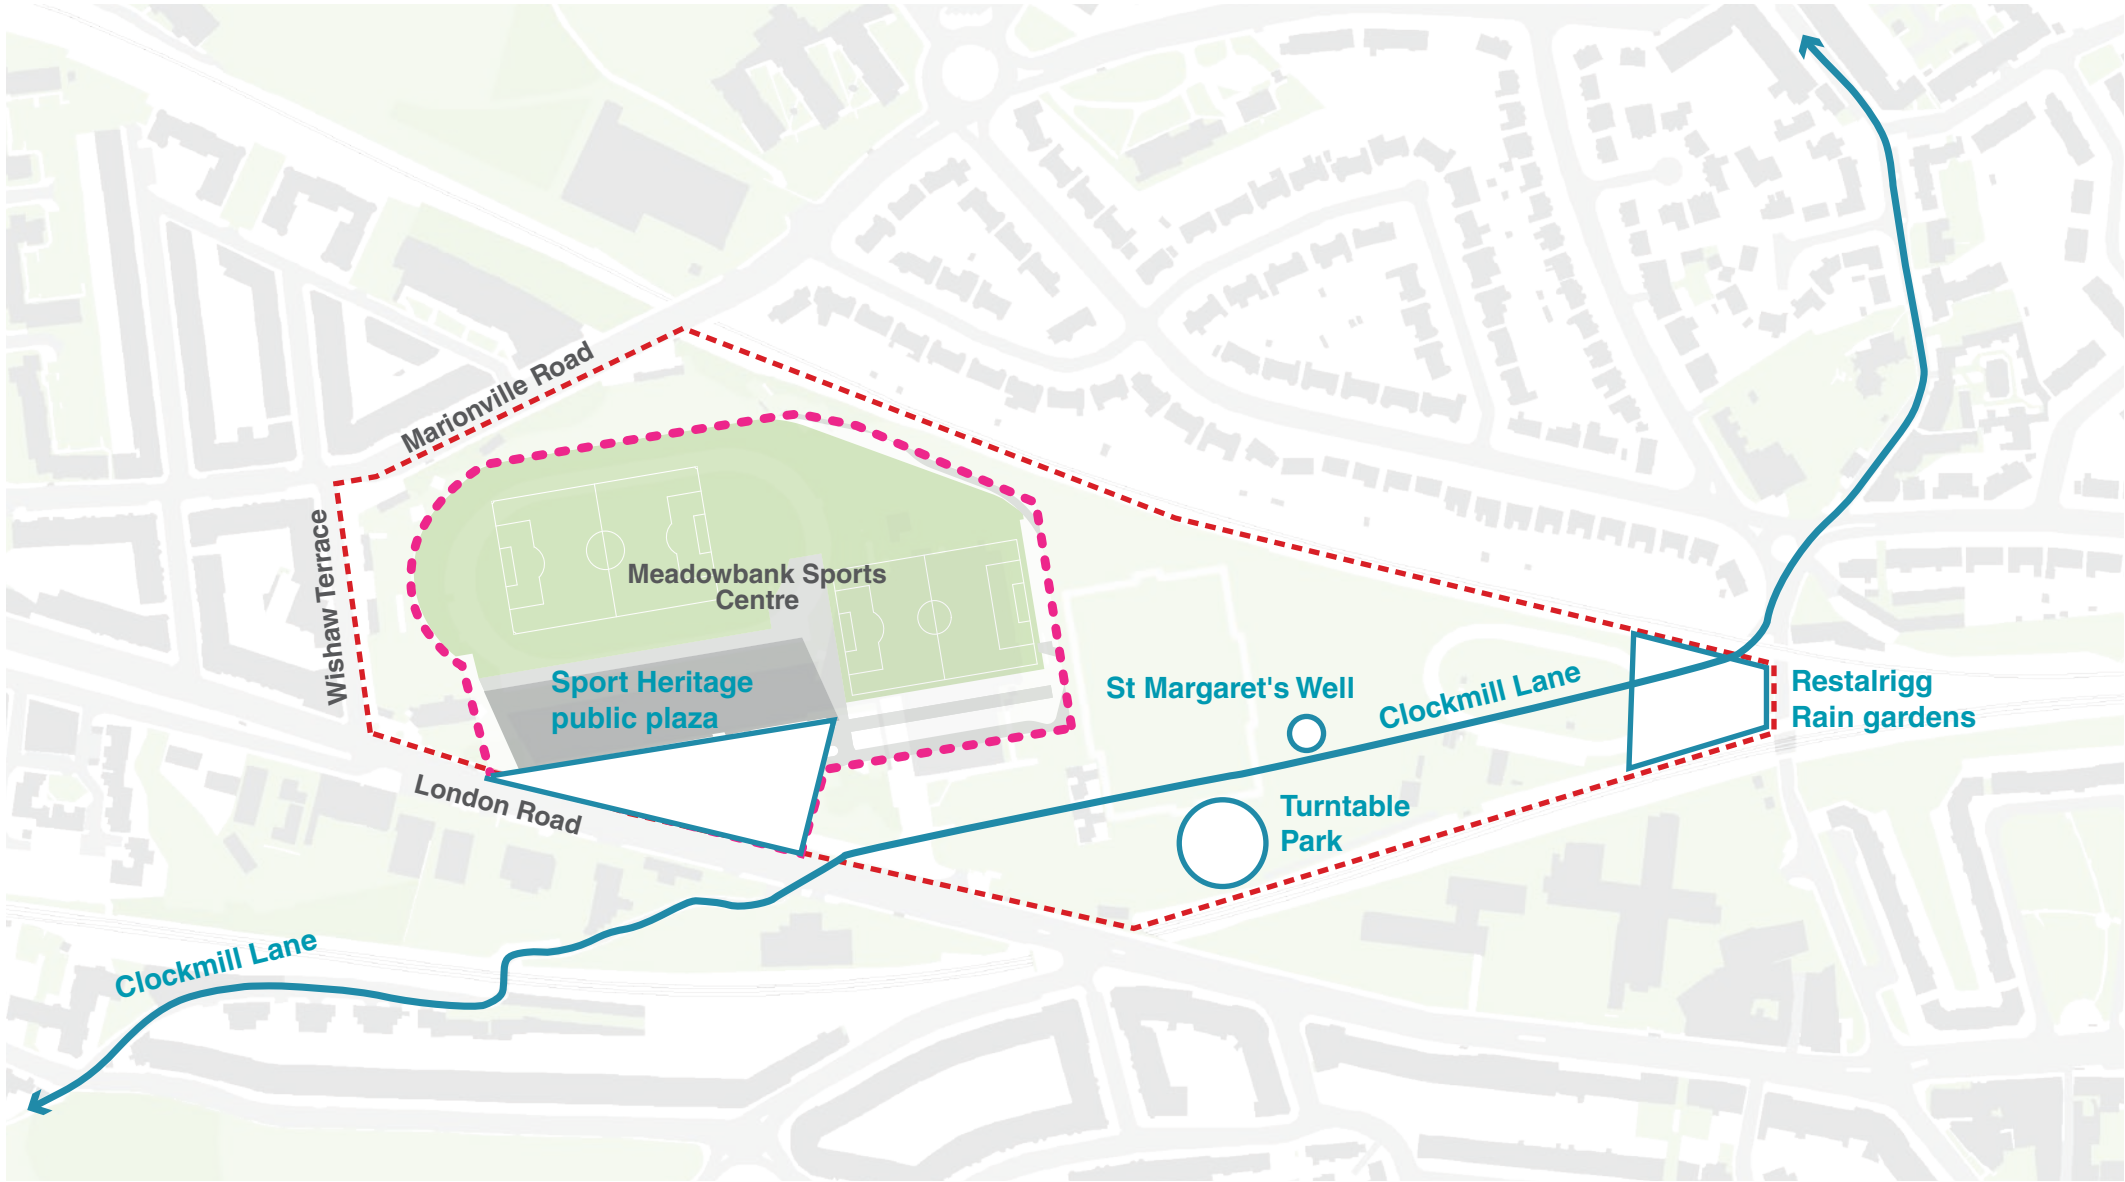 Marionville Road
Wishaw Terrace
Meadowbank Sports
Centre
Sport Heritage
public plaza
St Margaret's Well
Clockmill Lane
Restalrigg
Rain gardens
London Road
Turntable
Park
Clockmill Lane